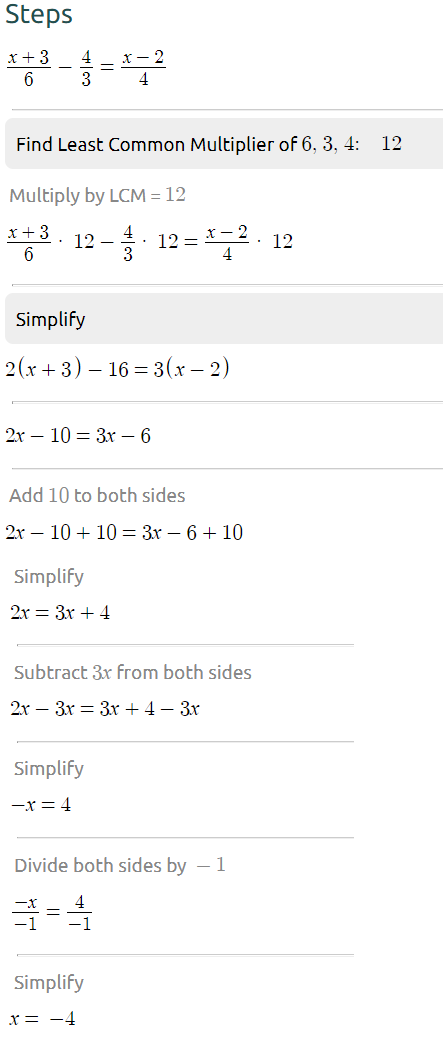 Steps
\frac{x+3}{6} − \frac{4}{3} = \frac{x−2}{4}
Find Least Common Multiplier of 6, 3, 4: 12
Multiply by LCM = 12
\frac{x+3}{6} · 12 − \frac{4}{3} · 12 = \frac{x−2}{4} · 12
Simplify
2(x + 3) − 16 = 3(x − 2)
2x − 10 = 3x − 6
Add 10 to both sides
2x − 10 + 10 = 3x − 6 + 10
Simplify
2x = 3x + 4
Subtract 3x from both sides
2x − 3x = 3x + 4 − 3x
Simplify
−x = 4
Divide both sides by − 1
\frac{−x}{−1} = \frac{4}{−1}
Simplify
x = −4